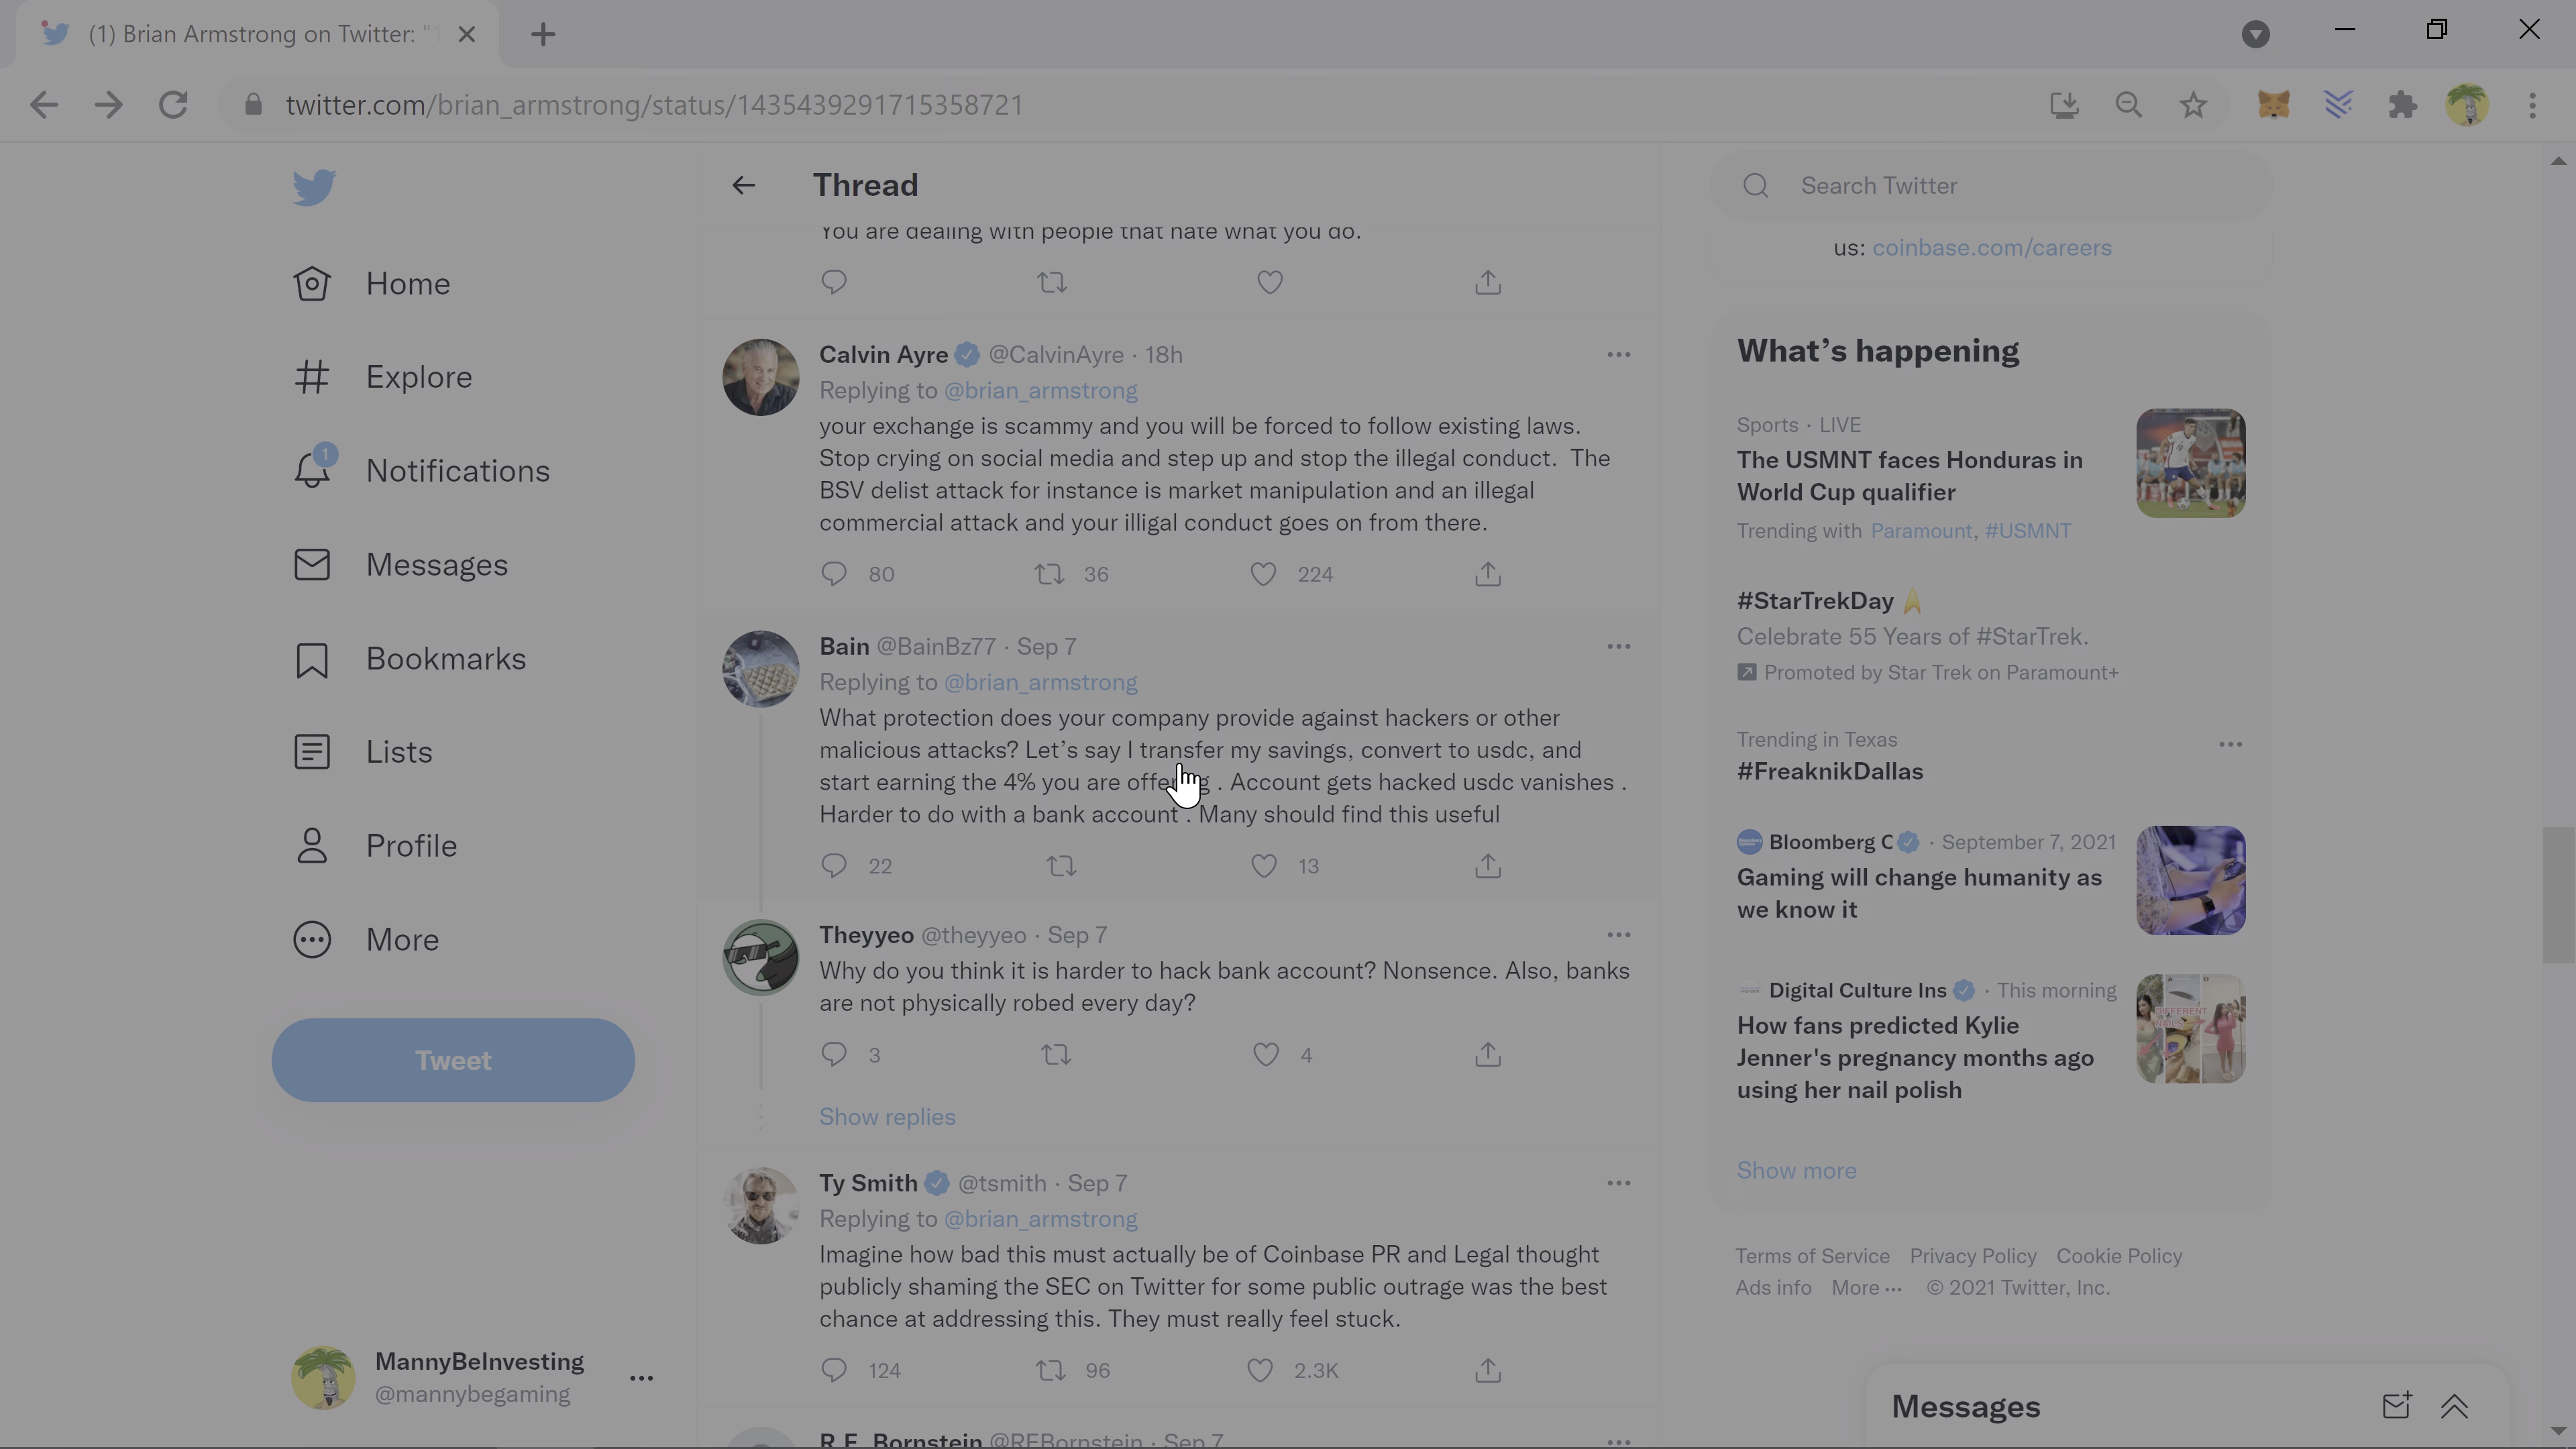 (1) Brian Armstrong on Twitter: "
twitter.com/brian_armstrong/status/1435439291715358721
Home
Explore
1
Notifications
Messages
Bookmarks
Lists
Profile
More
Tweet
MannyBeInvesting
@mannybegaming
Thread
You are dealing with people that hate what you do.
Calvin Ayre @CalvinAyre · 18h
Replying to @brian_armstrong
your exchange is scammy and you will be forced to follow existing laws.
Stop crying on social media and step up and stop the illegal conduct.  The
BSV delist attack for instance is market manipulation and an illegal
commercial attack and your illigal conduct goes on from there.
80 36 224
Bain @BainBz77 · Sep 7
Replying to @brian_armstrong
What protection does your company provide against hackers or other
malicious attacks? Let's say I transfer my savings, convert to usdc, and
start earning the 4% you are offering . Account gets hacked usdc vanishes .
Harder to do with a bank account . Many should find this useful
22 13
Theyyeo @theyyeo · Sep 7
Why do you think it is harder to hack bank account? Nonsence. Also, banks
are not physically robed every day?
3 4
Show replies
Ty Smith @tsmith · Sep 7
Replying to @brian_armstrong
Imagine how bad this must actually be of Coinbase PR and Legal thought
publicly shaming the SEC on Twitter for some public outrage was the best
chance at addressing this. They must really feel stuck.
124 96 2.3K
R.E. Bornstein @REBornstein · Sep 7
Search Twitter
us: coinbase.com/careers
What's happening
Sports · LIVE
The USMNT faces Honduras in
World Cup qualifier
Trending with Paramount, #USMNT
#StarTrekDay
Celebrate 55 Years of #StarTrek.
Promoted by Star Trek on Paramount+
Trending in Texas
#FreaknikDallas
Bloomberg O · September 7, 2021
Gaming will change humanity as
we know it
Digital Culture Ins · This morning
How fans predicted Kylie
Jenner's pregnancy months ago
using her nail polish
DIFFERENT
NAILS
Show more
Terms of Service Privacy Policy Cookie Policy
Ads info More ··· © 2021 Twitter, Inc.
Messages